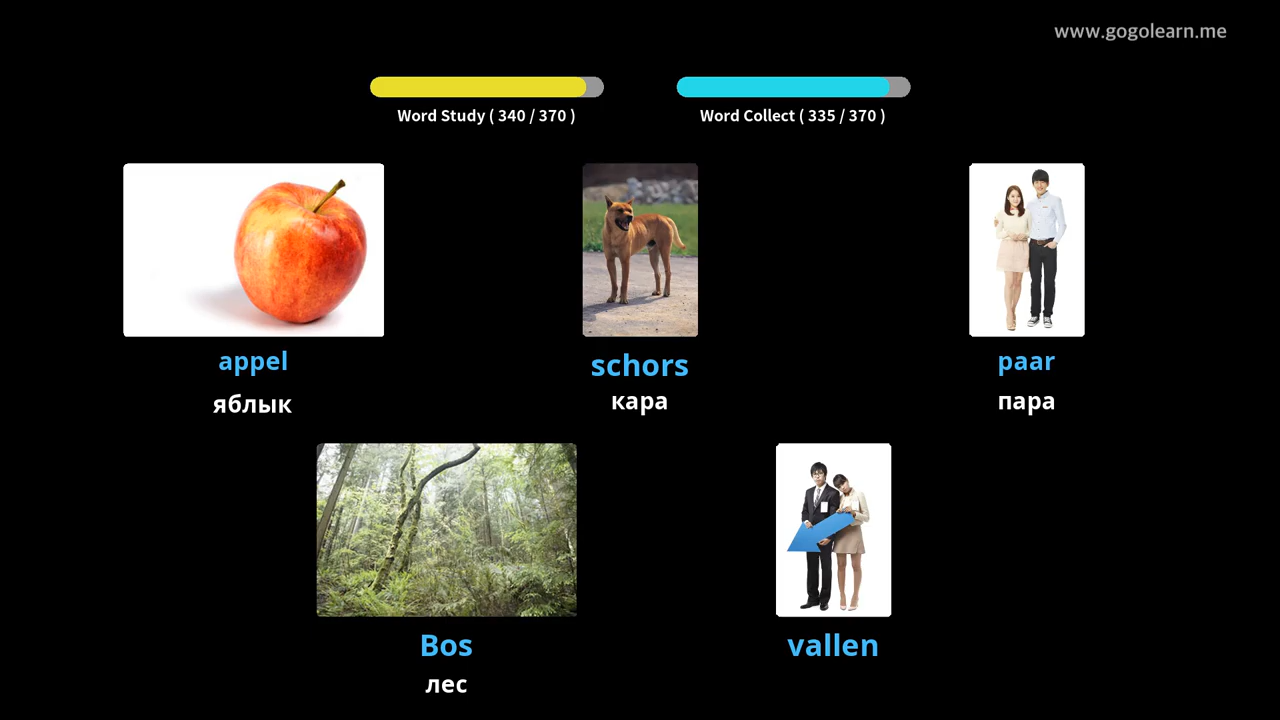 www.gogolearn.me
Word Study ( 340 / 370 )
Word Collect ( 335 / 370 )
appel
яблык
schors
кара
paar
пара
Bos
лес
vallen